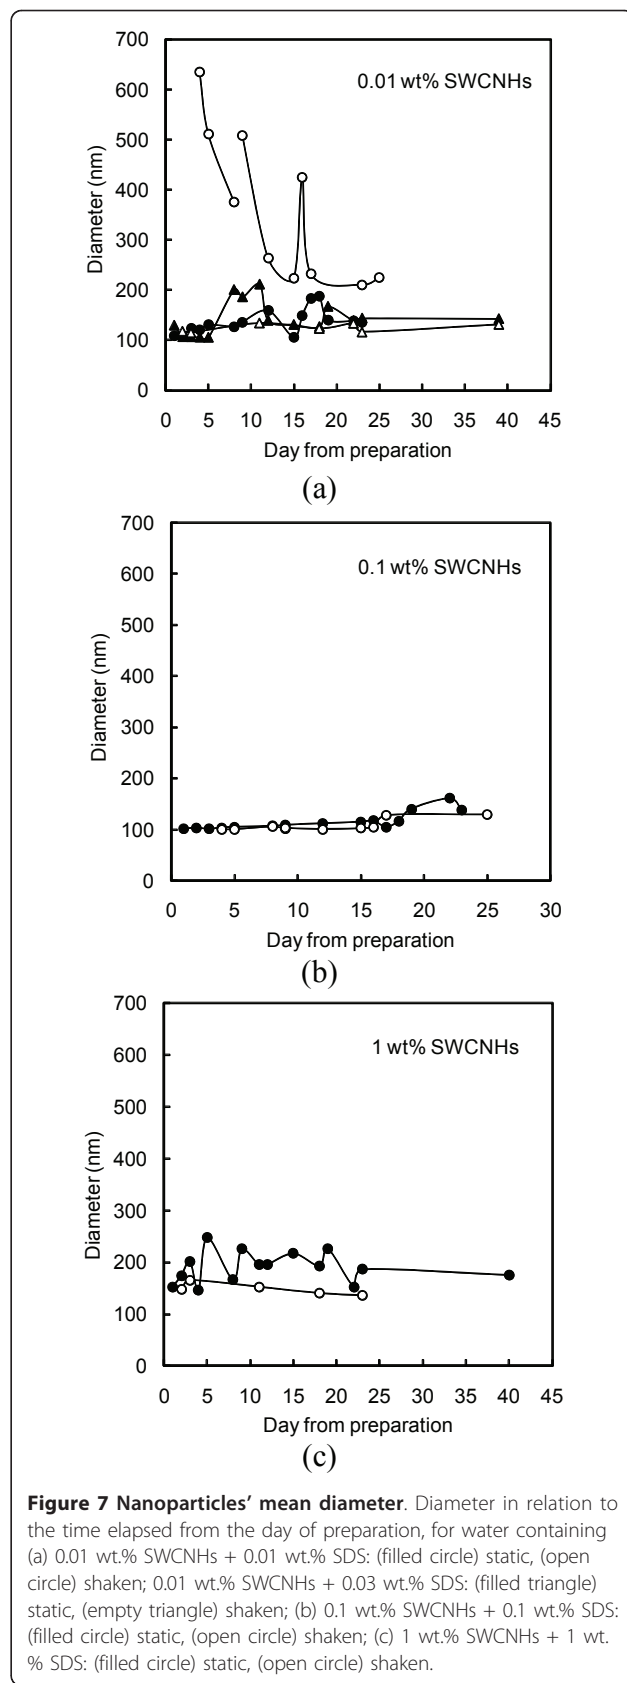 700
600
500
400
300
200
100
0
Diameter (nm)
0.01 wt% SWCNHs
0 5 10 15 20 25 30 35 40 45
Day from preparation
(a)
700
600
500
400
300
200
100
0
Diameter (nm)
0.1 wt% SWCNHs
0 5 10 15 20 25 30
Day from preparation
(b)
700
600
500
400
300
200
100
0
Diameter (nm)
1 wt% SWCNHs
0 5 10 15 20 25 30 35 40 45
Day from preparation
(c)
Figure 7 Nanoparticles' mean diameter. Diameter in relation to
the time elapsed from the day of preparation, for water containing
(a) 0.01 wt.% SWCNHs + 0.01 wt.% SDS: (filled circle) static, (open
circle) shaken; 0.01 wt.% SWCNHs + 0.03 wt.% SDS: (filled triangle)
static, (empty triangle) shaken; (b) 0.1 wt.% SWCNHs + 0.1 wt.% SDS:
(filled circle) static, (open circle) shaken; (c) 1 wt.% SWCNHs + 1 wt.
% SDS: (filled circle) static, (open circle) shaken.